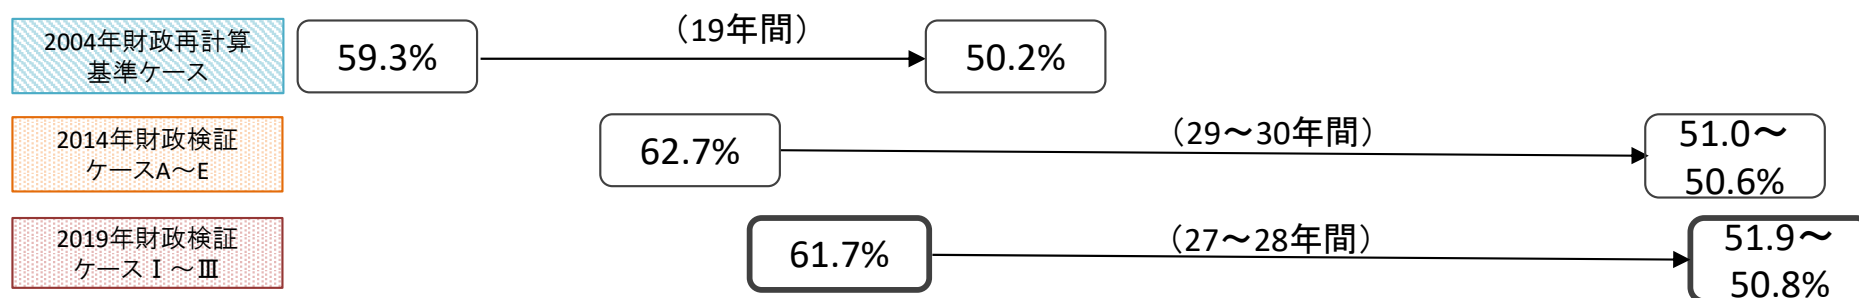 2004年財政再計算
基準ケース
59.3%
（19年間）
50.2%
2014年財政検証
ケースA～E
62.7%
（29～30年間）
51.0～
50.6%
2019年財政検証
ケースⅠ～Ⅲ
61.7%
（27～28年間）
51.9～
50.8%